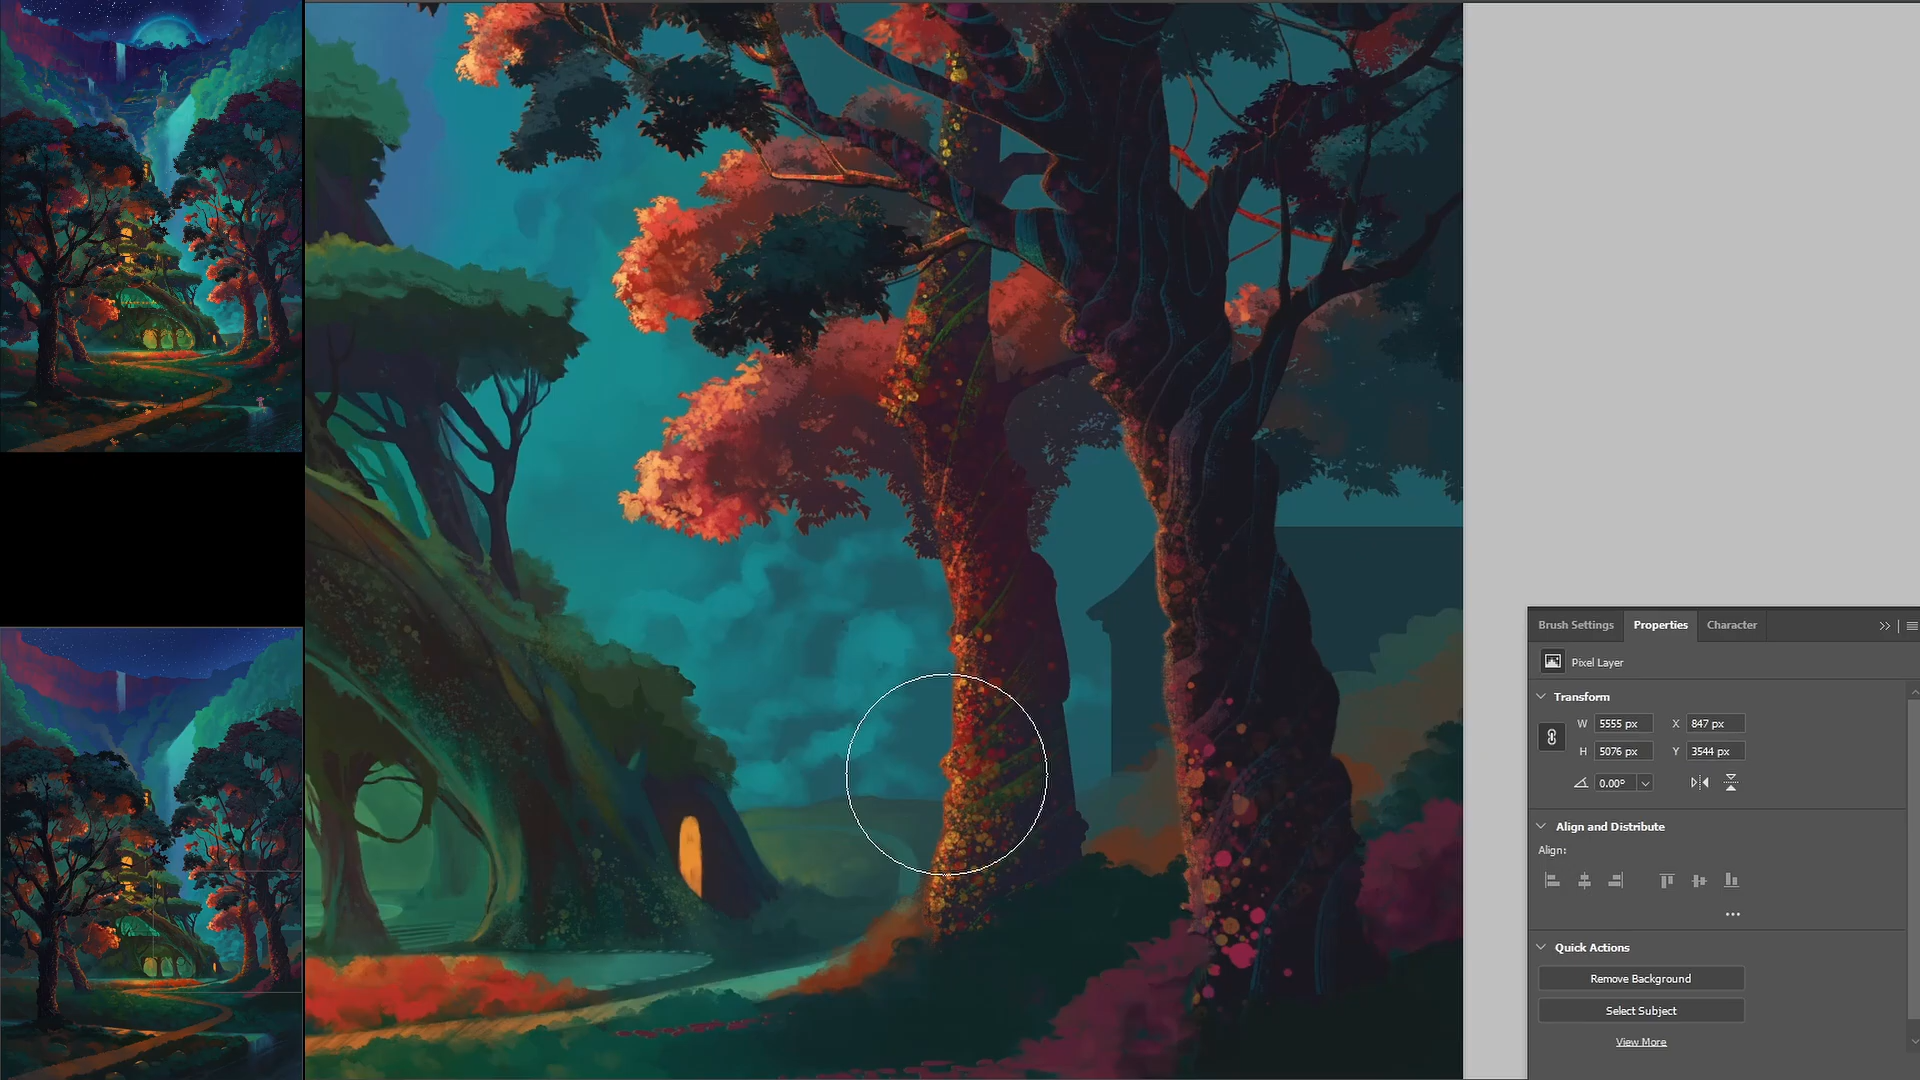 Brush Settings Properties Character
Pixel Layer
Transform
W 5555 px X 847 px
H 5076 px Y 3544 px
0.00°
Align and Distribute
Align:
Quick Actions
Remove Background
Select Subject
View More